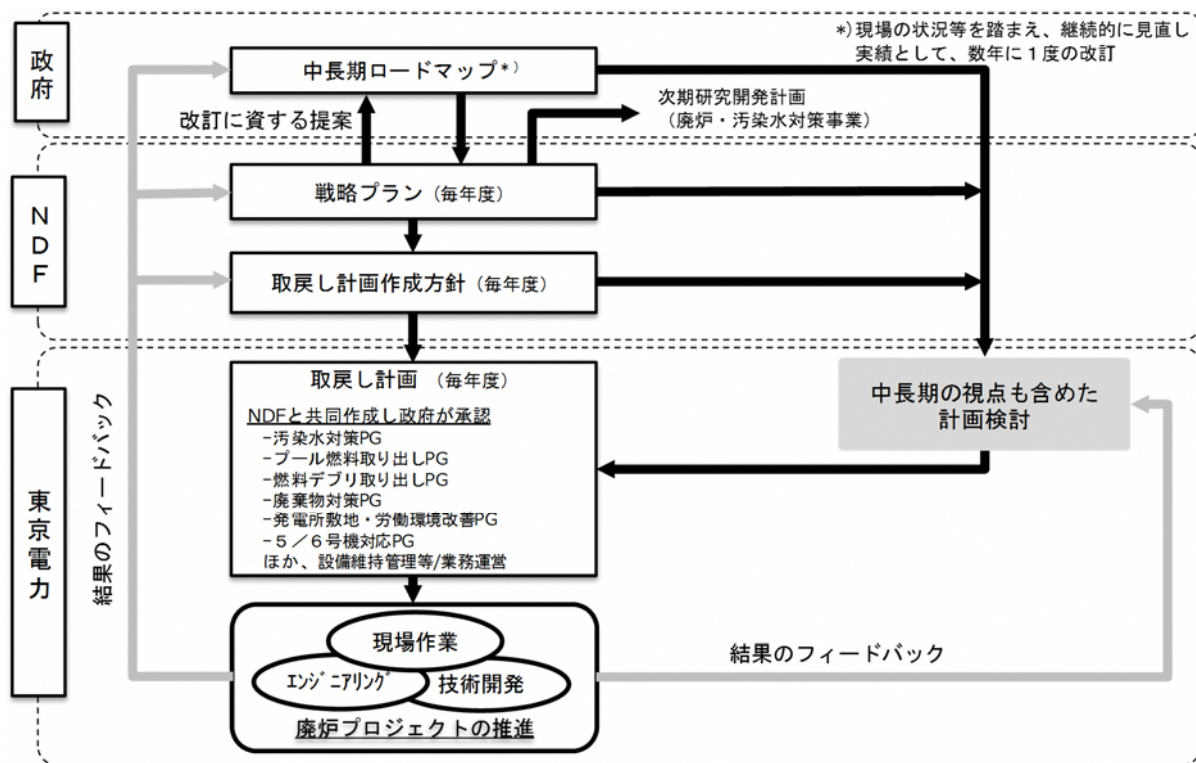 政府
*)現場の状況等を踏まえ、継続的に見直し
実績として、数年に1度の改訂
中長期ロードマップ*)
改訂に資する提案
次期研究開発計画
(廃炉・汚染水対策事業)
NDF
戦略プラン(毎年度)
取戻し計画作成方針(毎年度)
東京電力
取戻し計画 (毎年度)
NDFと共同作成し政府が承認
-汚染水対策PG
-プール燃料取り出しPG
-燃料デブリ取り出しPG
-廃棄物対策PG
-発電所敷地・労働環境改善PG
-5/6号機対応PG
ほか、設備維持管理等/業務運営
中長期の視点も含めた
計画検討
結果のフィードバック
現場作業
エンジニアリング
技術開発
廃炉プロジェクトの推進
結果のフィードバック